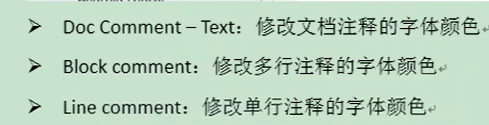 ➢ Doc Comment – Text：修改文档注释的字体颜色
➢ Block comment：修改多行注释的字体颜色
➢ Line comment：修改单行注释的字体颜色